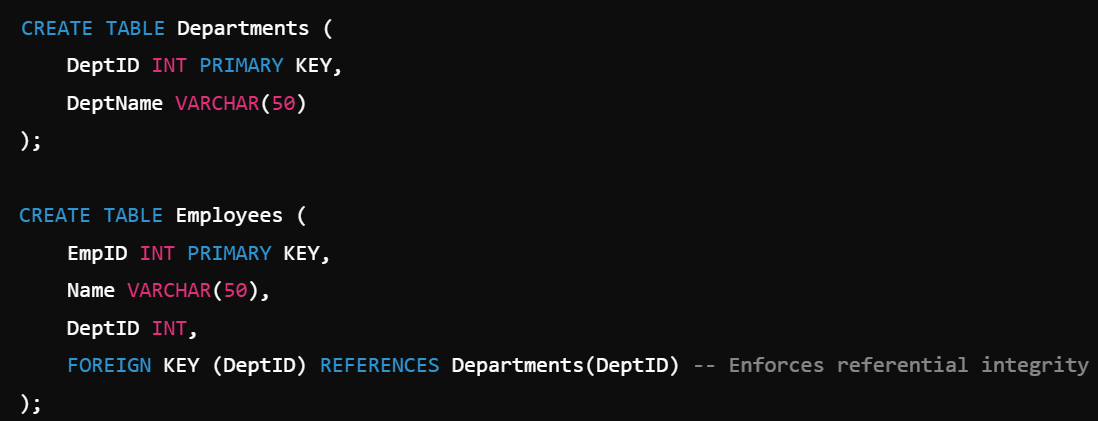 CREATE TABLE Departments (
    DeptID INT PRIMARY KEY,
    DeptName VARCHAR(50)
);

CREATE TABLE Employees (
    EmpID INT PRIMARY KEY,
    Name VARCHAR(50),
    DeptID INT,
    FOREIGN KEY (DeptID) REFERENCES Departments(DeptID) -- Enforces referential integrity
);